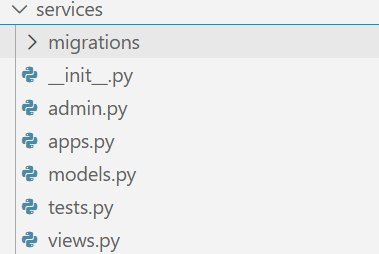 services
migrations
__init__.py
admin.py
apps.py
models.py
tests.py
views.py